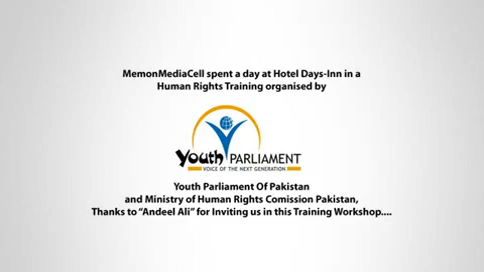 MemonMediaCell spent a day at Hotel Days-Inn in a
Human Rights Training organised by
Youth PARLIAMENT
VOICE OF THE NEXT GENERATION
Youth Parliament Of Pakistan
and Ministry of Human Rights Comission Pakistan,
Thanks to “Andeel Ali” for Inviting us in this Training Workshop....